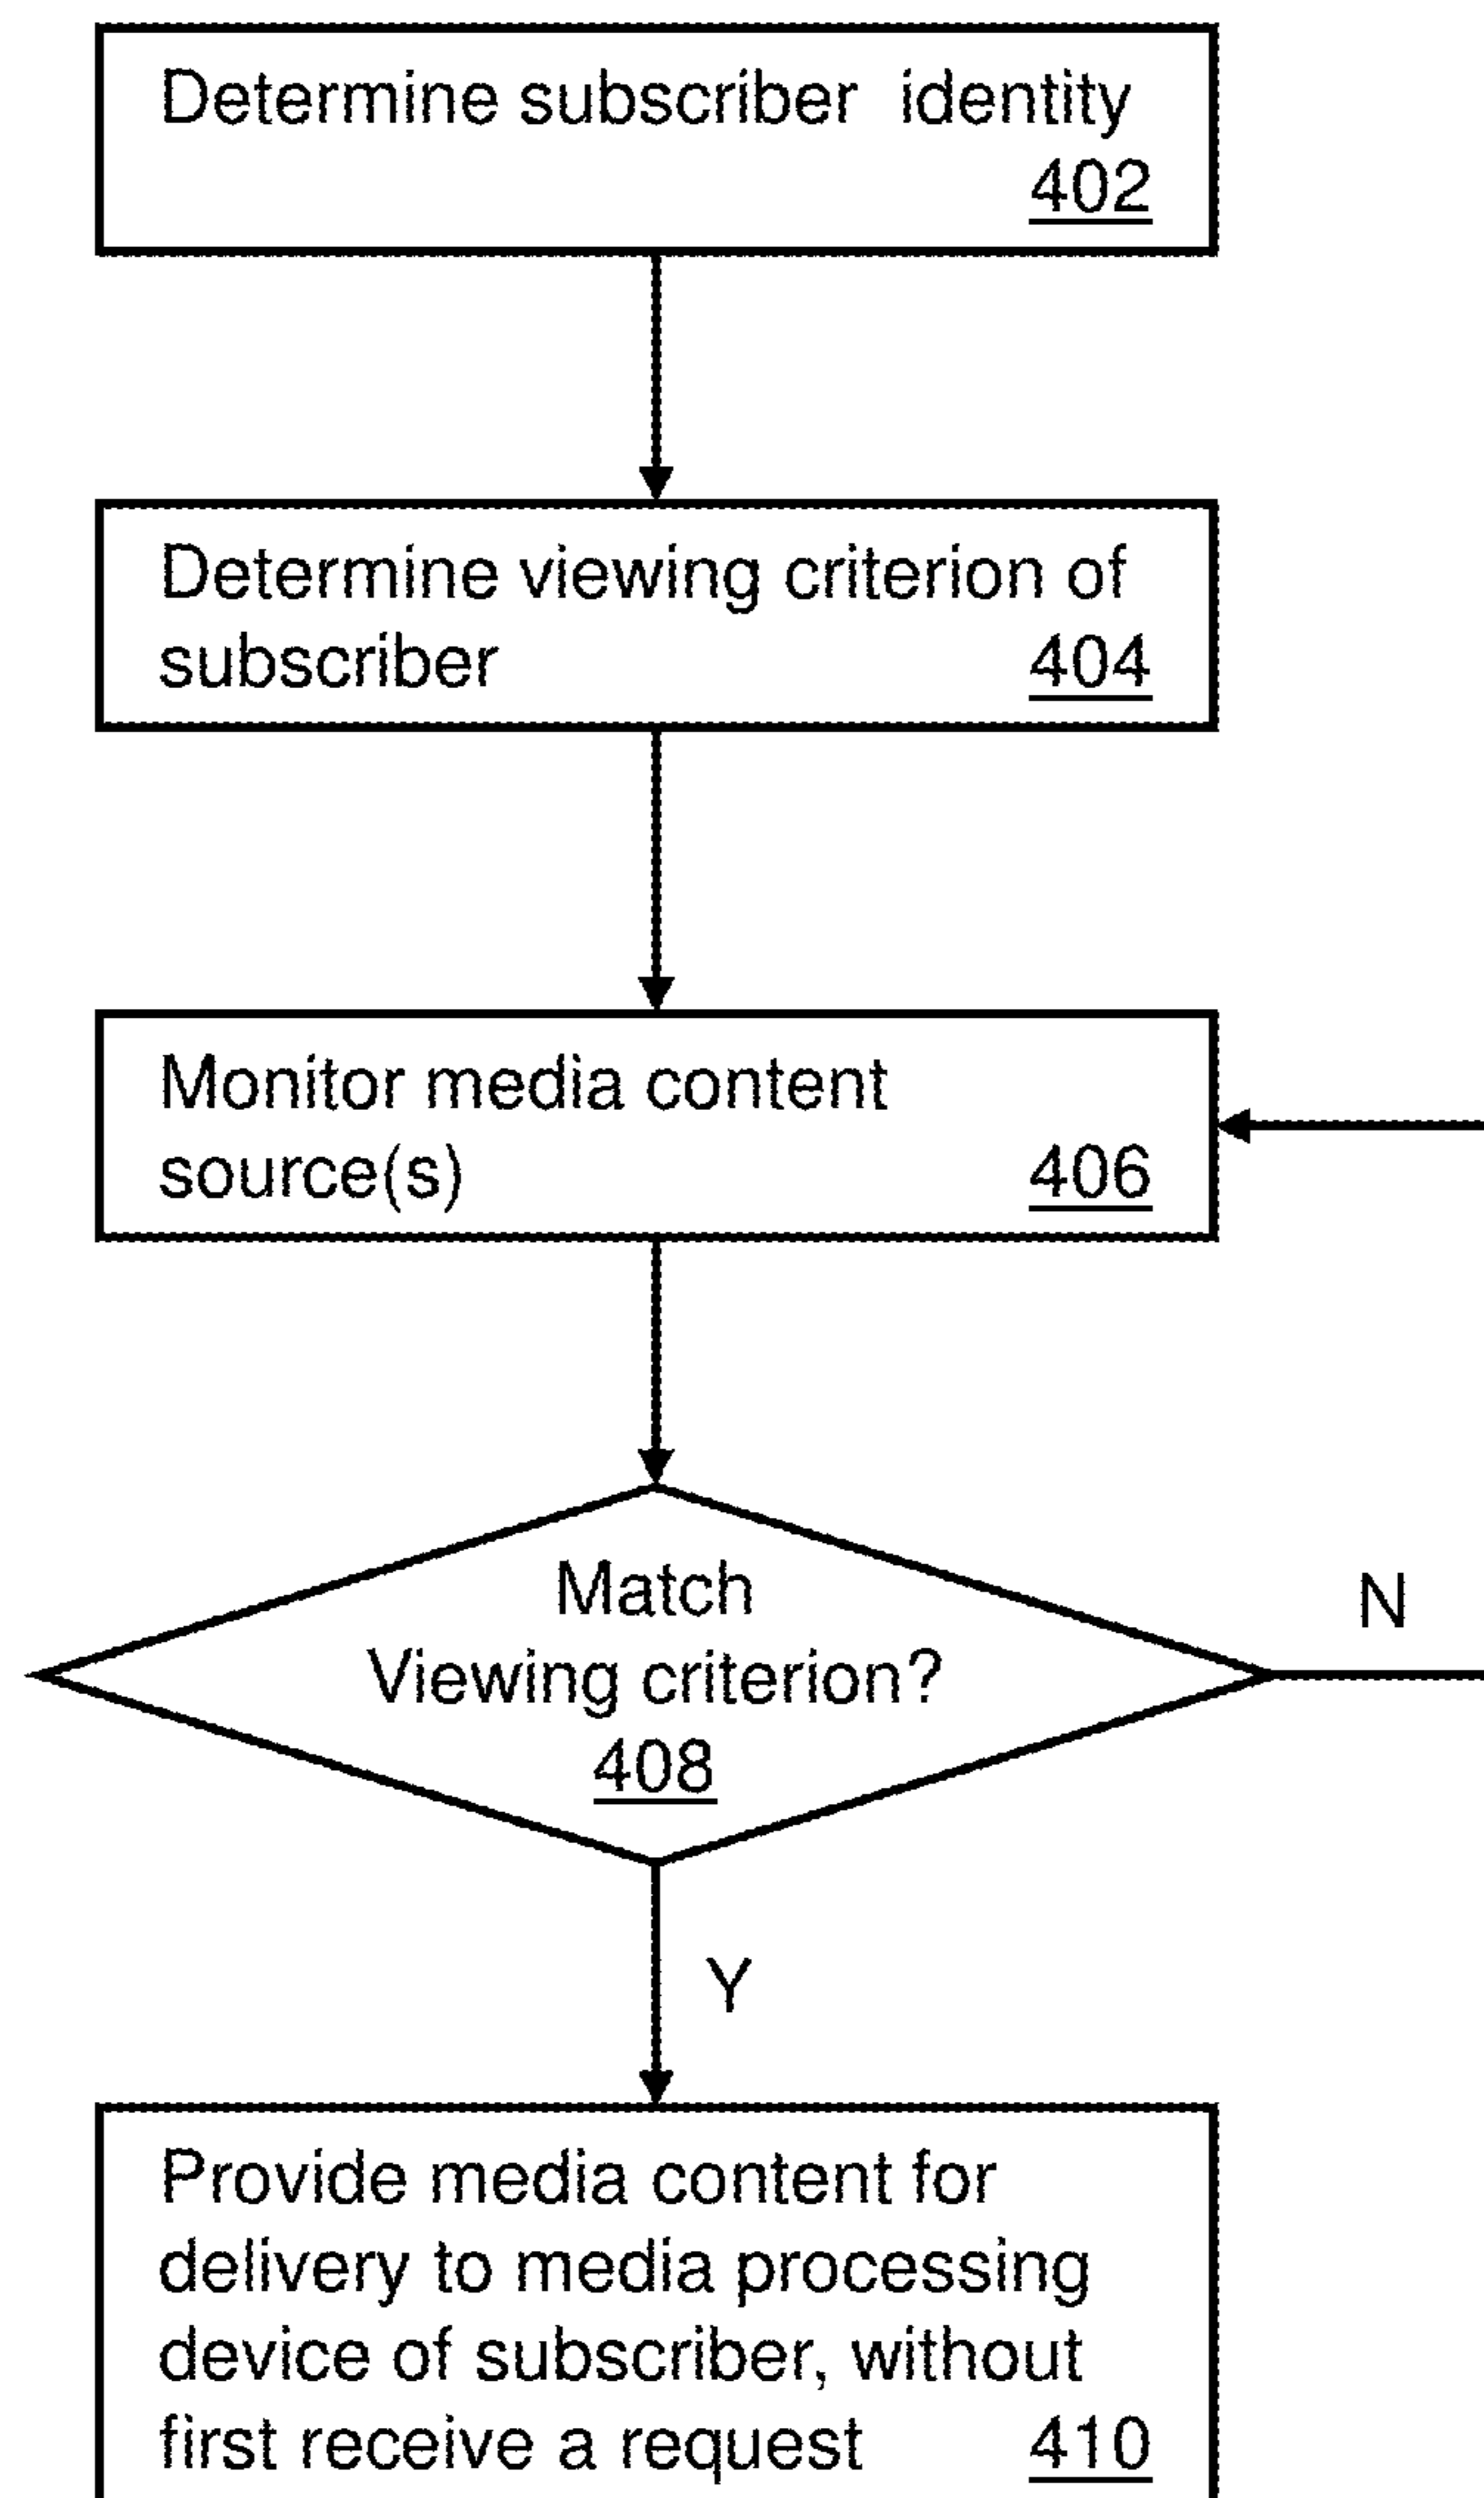 Determine subscriber identity
402
Determine viewing criterion of
subscriber 404
Monitor media content
source(s) 406
Match
Viewing criterion?
408
N
Y
Provide media content for
delivery to media processing
device of subscriber, without
first receive a request 410